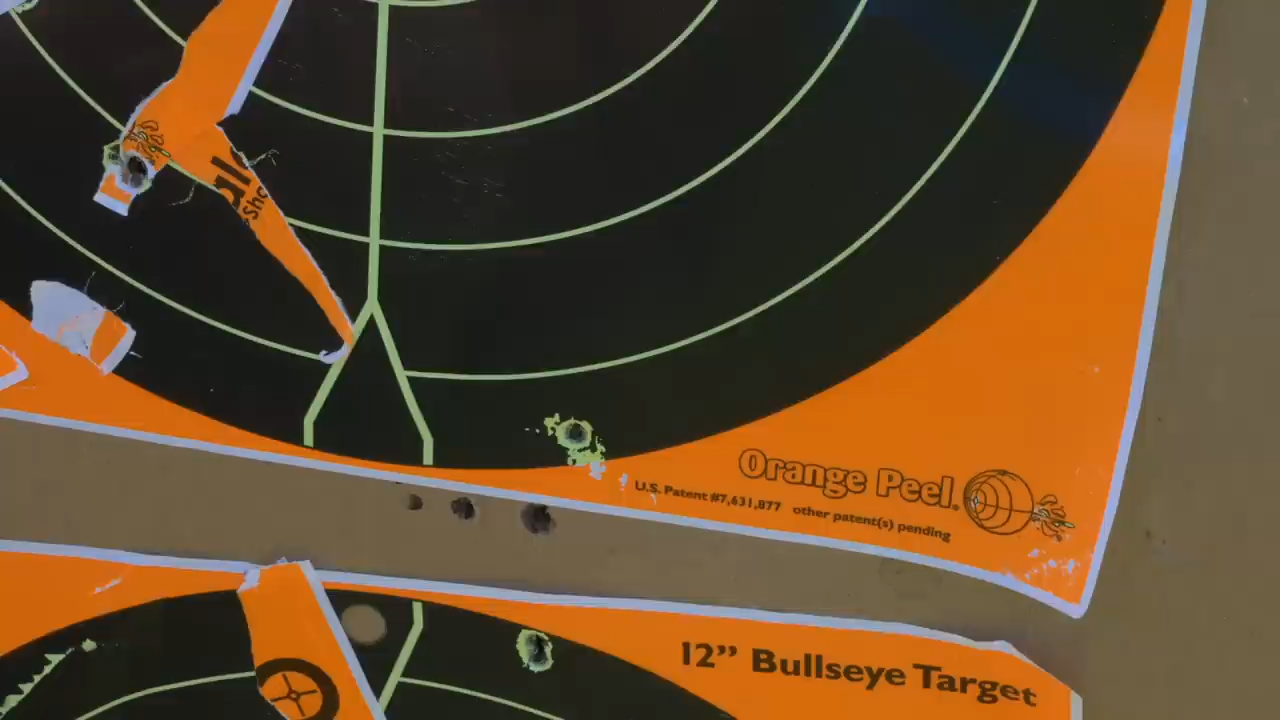 Orange Peel®
U.S. Patent #7,631,877 other patent(s) pending
12” Bullseye Target